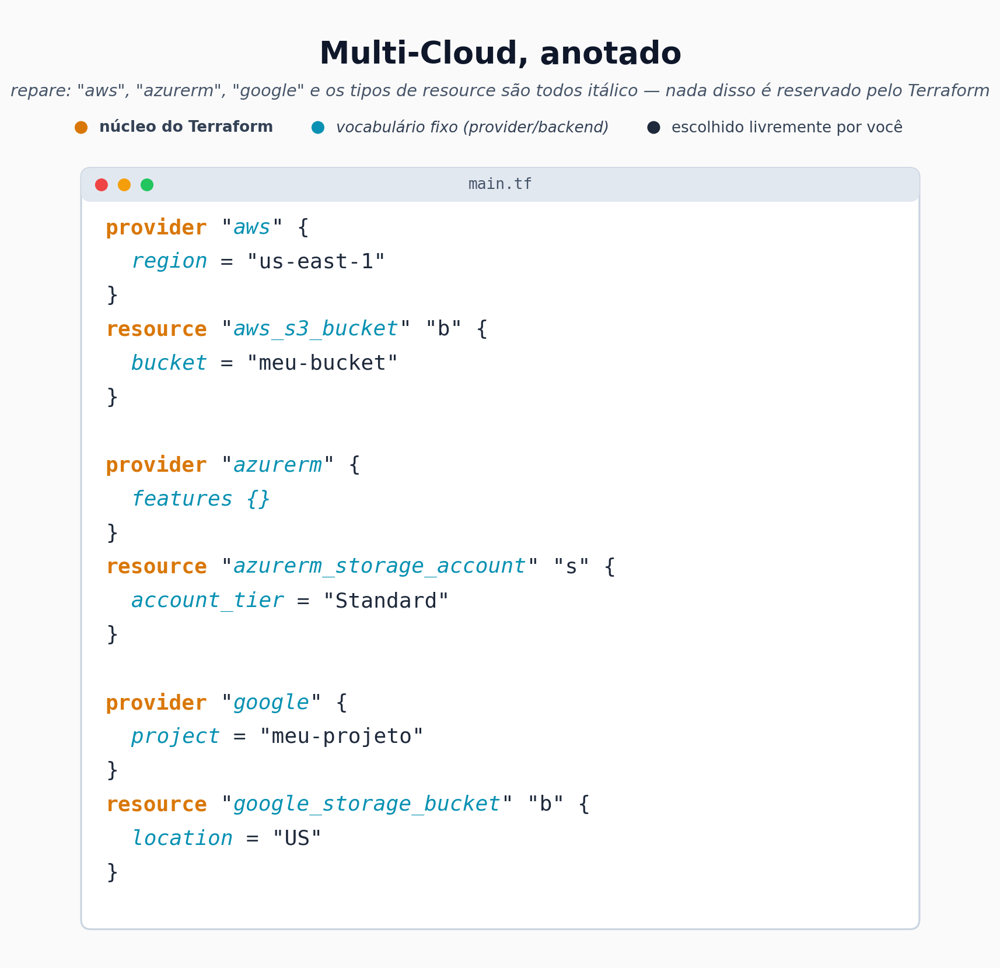 Multi-Cloud, anotado
repare: "aws", "azurerm", "google" e os tipos de resource são todos itálico — nada disso é reservado pelo Terraform
núcleo do Terraform vocabulário fixo (provider/backend) escolhido livremente por você
main.tf
provider "aws" {
  region = "us-east-1"
}
resource "aws_s3_bucket" "b" {
  bucket = "meu-bucket"
}
provider "azurerm" {
  features {}
}
resource "azurerm_storage_account" "s" {
  account_tier = "Standard"
}
provider "google" {
  project = "meu-projeto"
}
resource "google_storage_bucket" "b" {
  location = "US"
}